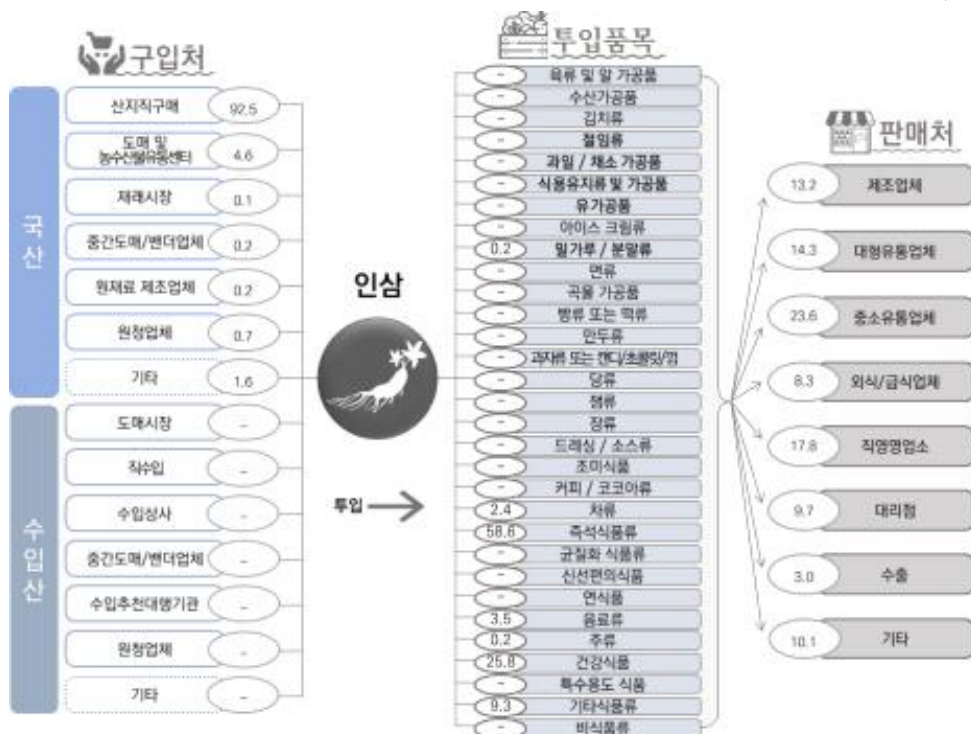 구입처
국산
산지직구매 92.5
도매 및
농수산물유통센터 4.6
재래시장 0.1
중간도매/밴더업체 0.2
원재료 제조업체 0.2
원청업체 0.7
기타 1.6
수입산
도매시장 -
직수입 -
수입상사 -
중간도매/밴더업체 -
수입추천대행기관 -
원청업체 -
기타 -
인삼
투입
투입품목
- 육류 및 알 가공품
- 수산가공품
- 김치류
- 절임류
- 과일 / 채소 가공품
- 식용유지류 및 가공품
- 유가공품
- 아이스 크림류
0.2 밀가루 / 분말류
- 면류
- 곡물 가공품
- 빵류 또는 떡류
- 만두류
- 과자류 또는 캔디/초콜릿/껌
- 당류
- 잼류
- 장류
- 드레싱 / 소스류
- 조미식품
- 커피 / 코코아류
2.4 차류
58.6 즉석식품류
- 균질화 식품류
- 신선편의식품
- 연식품
3.5 음료류
0.2 주류
25.8 건강식품
- 특수용도 식품
9.3 기타식품류
- 비식품류
판매처
13.2 제조업체
14.3 대형유통업체
23.6 중소유통업체
8.3 외식/급식업체
17.8 직영영업소
9.7 대리점
3.0 수출
10.1 기타